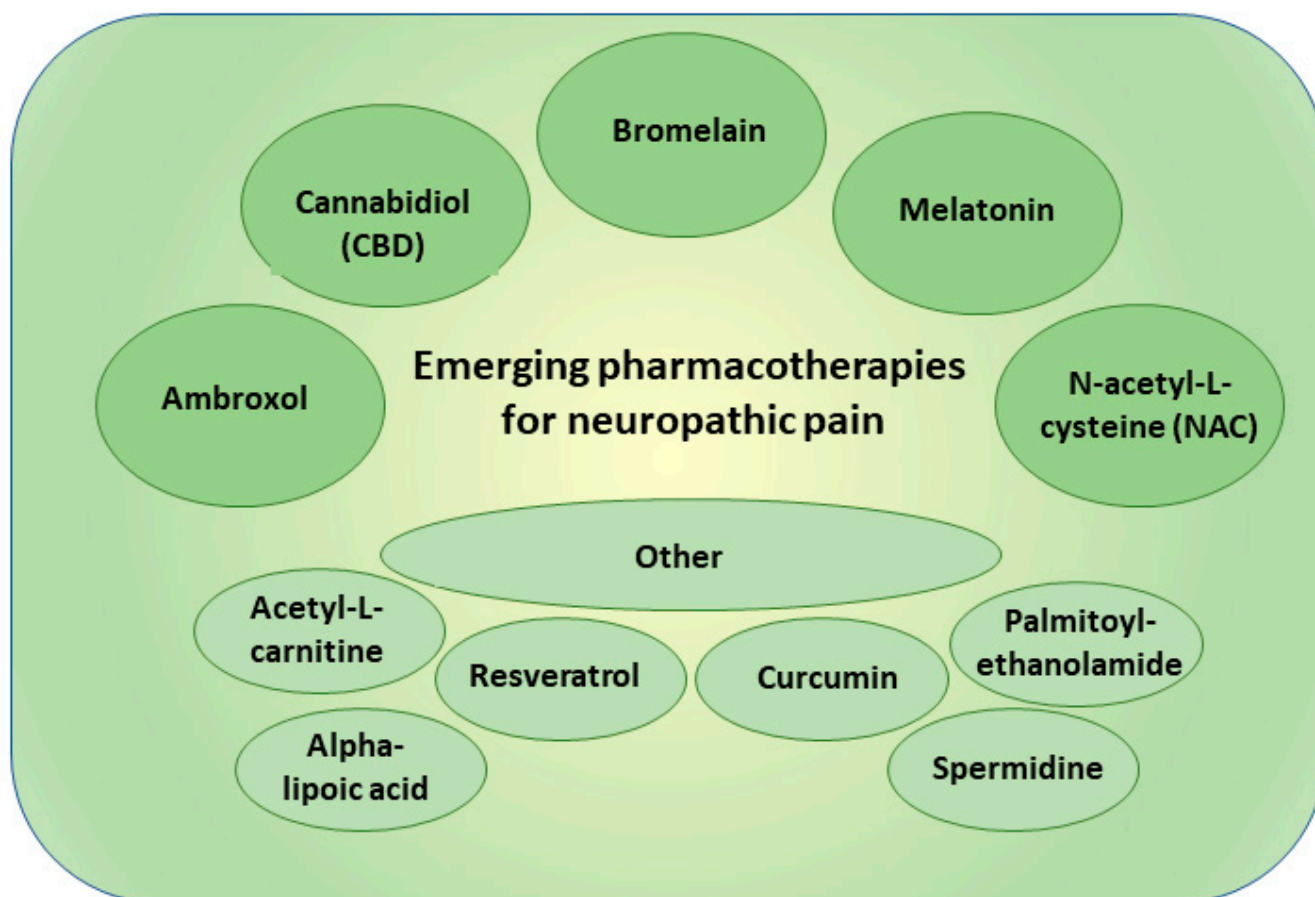 Bromelain
Cannabidiol
(CBD)
Melatonin
Ambroxol
Emerging pharmacotherapies
for neuropathic pain
N-acetyl-L-
cysteine (NAC)
Other
Acetyl-L-
carnitine
Resveratrol
Curcumin
Palmitoyl-
ethanolamide
Alpha-
lipoic acid
Spermidine